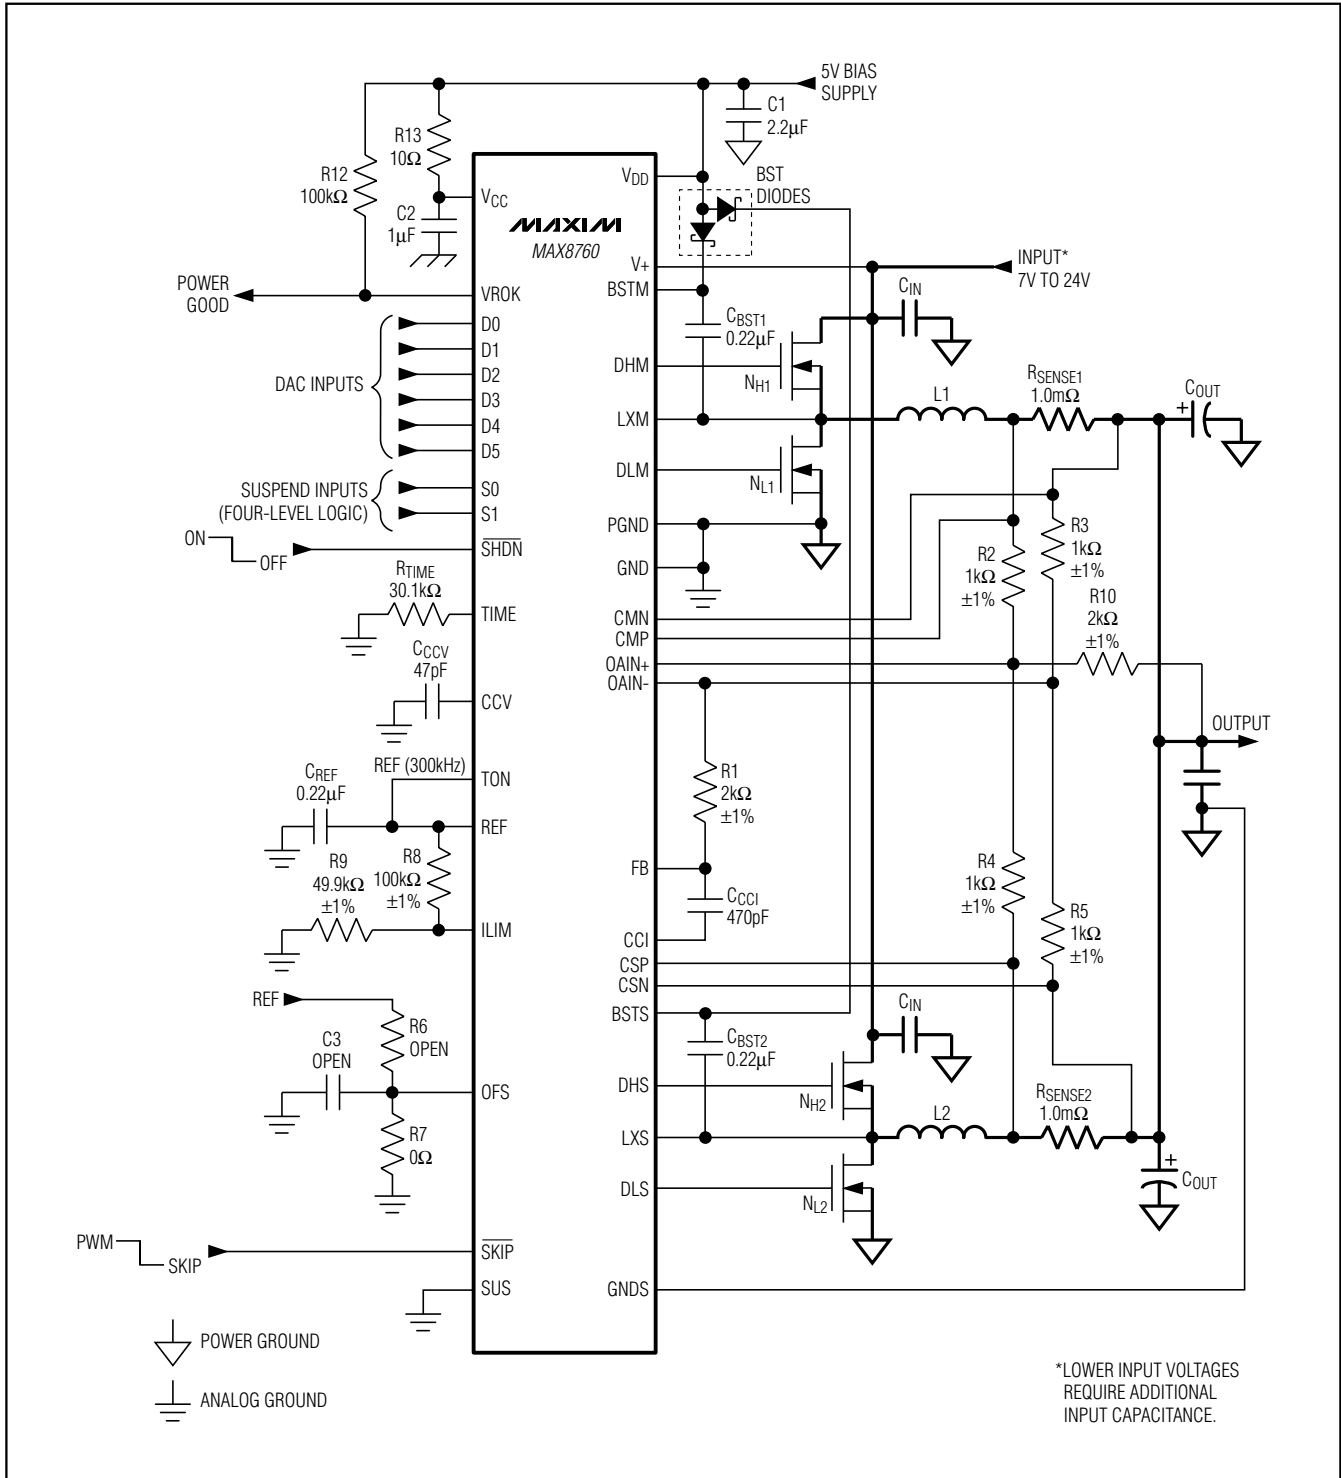 5V BIAS
SUPPLY
C1
2.2µF
R13
10Ω
R12
100kΩ
C2
1µF
VCC
VDD
BST
DIODES
MAXIM
MAX8760
V+
INPUT*
7V TO 24V
BSTM
POWER
GOOD
VROK
CIN
CBST1
0.22µF
DAC INPUTS
D0
D1
D2
D3
D4
D5
DHM
NH1
LXM
L1
RSENSE1
1.0mΩ
COUT
+
DLM
NL1
SUSPEND INPUTS
(FOUR-LEVEL LOGIC)
S0
S1
ON
OFF
SHDN
PGND
GND
R2
1kΩ
±1%
R3
1kΩ
±1%
R10
2kΩ
±1%
RTIME
30.1kΩ
TIME
CMN
CMP
OAIN+
OAIN-
CCCV
47pF
CCV
OUTPUT
REF (300kHz)
TON
CREF
0.22µF
REF
R1
2kΩ
±1%
R9
49.9kΩ
±1%
R8
100kΩ
±1%
ILIM
FB
CCCI
470pF
CCI
R4
1kΩ
±1%
R5
1kΩ
±1%
CSP
CSN
REF
R6
OPEN
C3
OPEN
OFS
R7
0Ω
BSTS
CBST2
0.22µF
CIN
DHS
NH2
LXS
L2
RSENSE2
1.0mΩ
+
COUT
DLS
NL2
PWM
SKIP
SKIP
SUS
GNDS
POWER GROUND
ANALOG GROUND
*LOWER INPUT VOLTAGES
REQUIRE ADDITIONAL
INPUT CAPACITANCE.